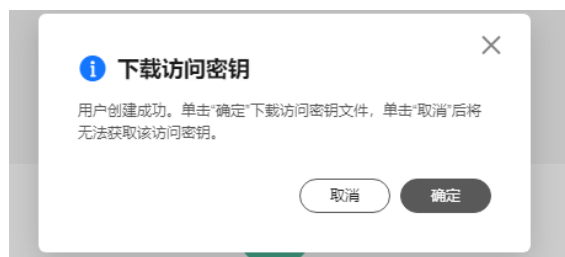 下载访问密钥
用户创建成功。单击“确定”下载访问密钥文件，单击“取消”后将
无法获取该访问密钥。
取消
确定